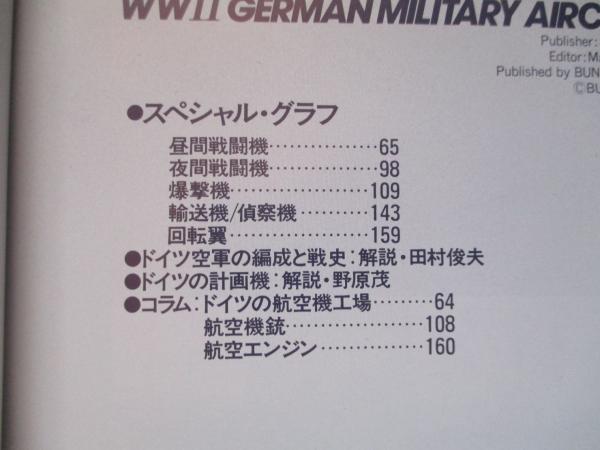 WWII GERMAN MILITARY AIRC
Publisher:
Editor: Ma
Published by BUN
©BU
●スペシャル・グラフ
昼間戦闘機………………65
夜間戦闘機………………98
爆撃機……………………109
輸送機/偵察機…………143
回転翼……………………159
●ドイツ空軍の編成と戦史：解説・田村俊夫
●ドイツの計画機：解説・野原茂
●コラム：ドイツの航空機工場………64
航空機銃…………………108
航空エンジン……………160